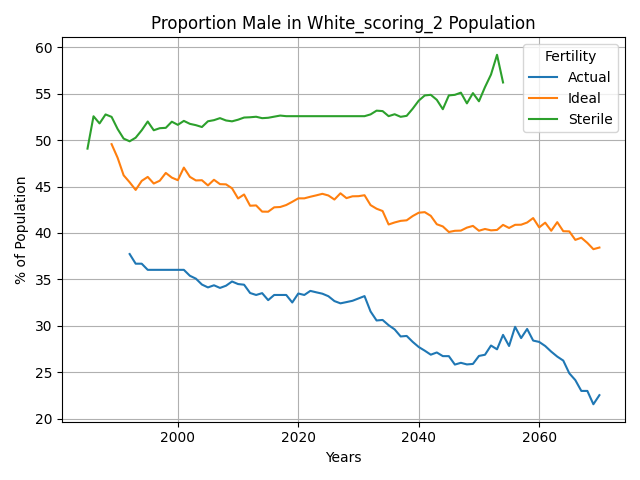 Proportion Male in White_scoring_2 Population
60
55
50
45
40
35
30
25
20
% of Population
2000
2020
2040
2060
Years
Fertility
Actual
Ideal
Sterile